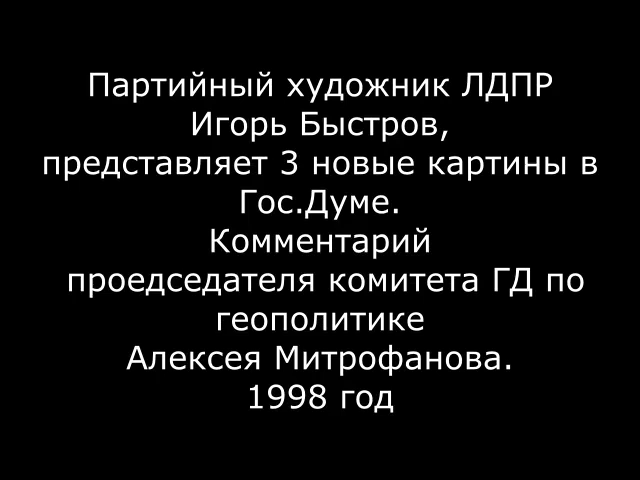 Партийный художник ЛДПР
Игорь Быстров,
представляет 3 новые картины в
Гос.Думе.
Комментарий
проедседателя комитета ГД по
геополитике
Алексея Митрофанова.
1998 год